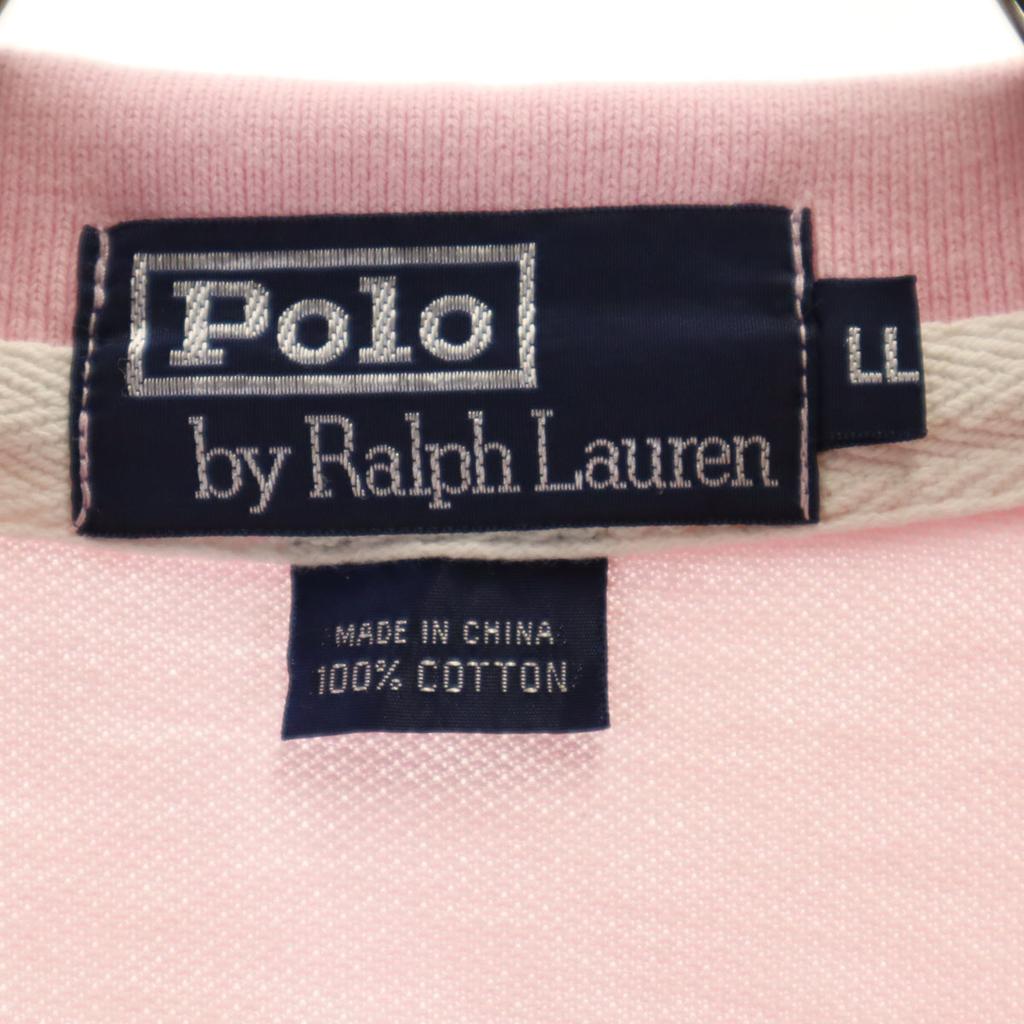 Polo
by Ralph Lauren
LL
MADE IN CHINA
100% COTTON